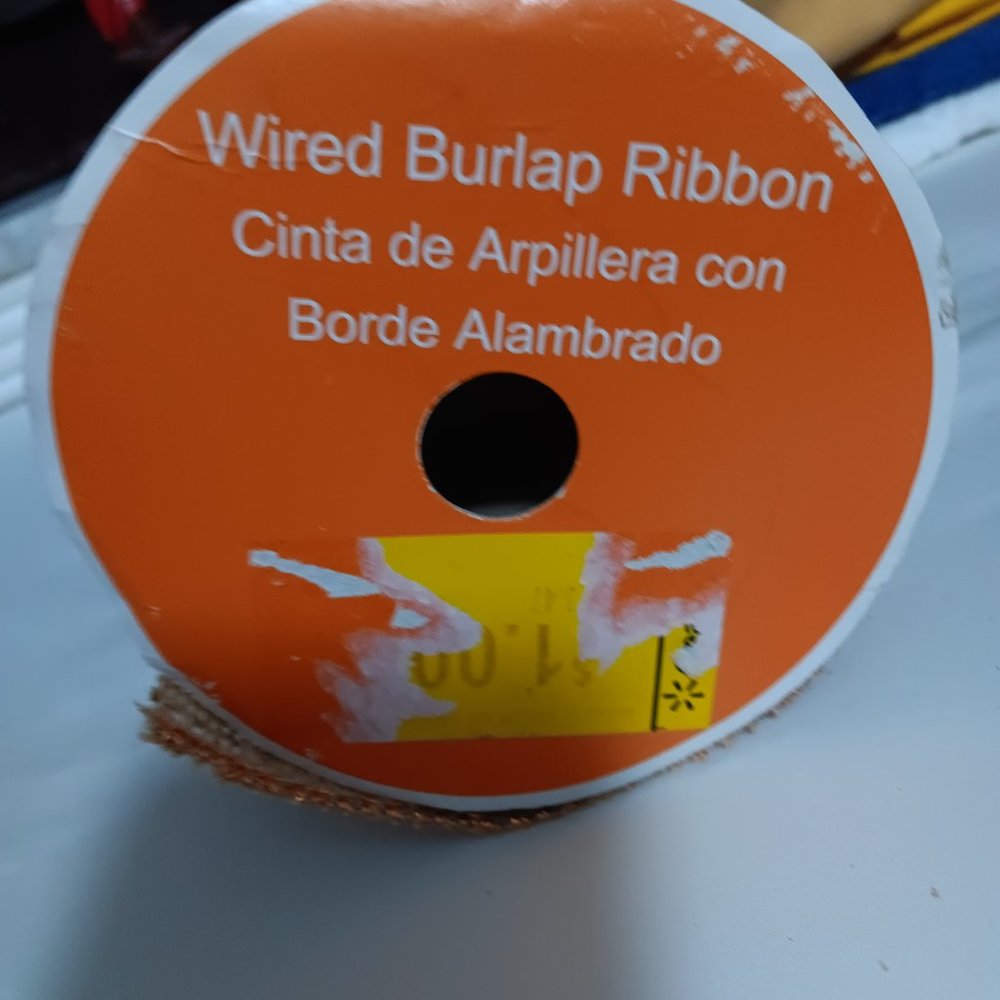 Wired Burlap Ribbon
Cinta de Arpillera con
Borde Alambrado
$1.00